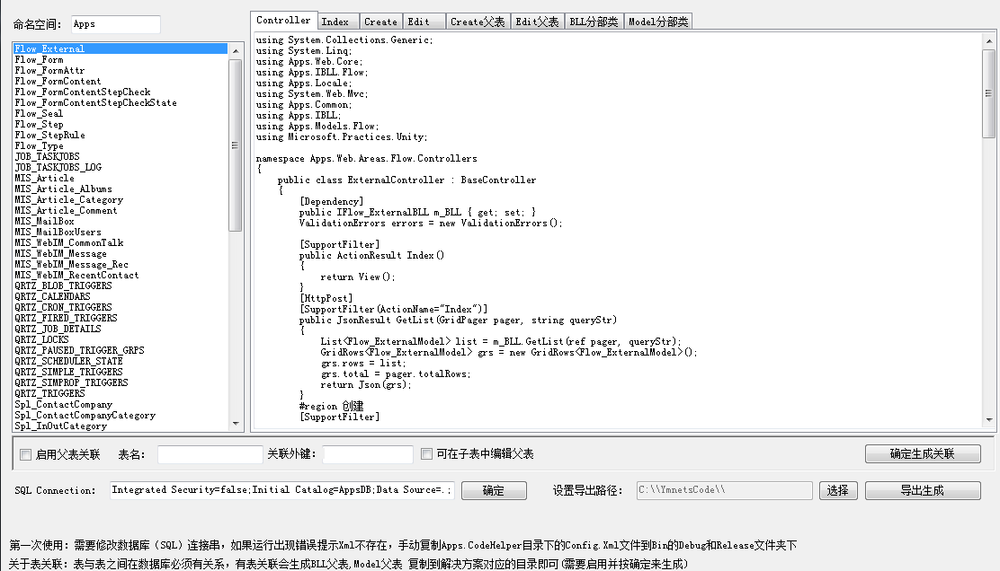 命名空间: Apps
Controller Index Create Edit Create父表 Edit父表 BLL分部类 Model分部类
Flow_External
Flow_Form
Flow_FormAttr
Flow_FormContent
Flow_FormContentStepCheck
Flow_FormContentStepCheckState
Flow_Seal
Flow_Step
Flow_StepRule
Flow_Type
JOB_TASKJOBS
JOB_TASKJOBS_LOG
MIS_Article
MIS_Article_Albums
MIS_Article_Category
MIS_Article_Comment
MIS_MailBox
MIS_MailBoxUsers
MIS_WebIM_CommonTalk
MIS_WebIM_Message
MIS_WebIM_Message_Rec
MIS_WebIM_RecentContact
QRTZ_BLOB_TRIGGERS
QRTZ_CALENDARS
QRTZ_CRON_TRIGGERS
QRTZ_FIRED_TRIGGERS
QRTZ_JOB_DETAILS
QRTZ_LOCKS
QRTZ_PAUSED_TRIGGER_GRPS
QRTZ_SCHEDULER_STATE
QRTZ_SIMPLE_TRIGGERS
QRTZ_SIMPROP_TRIGGERS
QRTZ_TRIGGERS
Spl_ContactCompany
Spl_ContactCompanyCategory
Spl_InOutCategory
using System.Collections.Generic;
using System.Linq;
using Apps.Web.Core;
using Apps.IBLL.Flow;
using Apps.Locale;
using System.Web.Mvc;
using Apps.Common;
using Apps.IBLL;
using Apps.Models.Flow;
using Microsoft.Practices.Unity;
namespace Apps.Web.Areas.Flow.Controllers
{
public class ExternalController : BaseController
{
[Dependency]
public IFlow_ExternalBLL m_BLL { get; set; }
ValidationErrors errors = new ValidationErrors();
[SupportFilter]
public ActionResult Index()
{
return View();
}
[HttpPost]
[SupportFilter(ActionName="Index")]
public JsonResult GetList(GridPager pager, string queryStr)
{
List<Flow_ExternalModel> list = m_BLL.GetList(ref pager, queryStr);
GridRows<Flow_ExternalModel> grs = new GridRows<Flow_ExternalModel>();
grs.rows = list;
grs.total = pager.totalRows;
return Json(grs);
}
#region 创建
[SupportFilter]
启用父表关联 表名: 关联外键: 可在子表中编辑父表 确定生成关联
SQL Connection: Integrated Security=false;Initial Catalog=AppsDB;Data Source=.; 确定 设置导出路径: C:\\YmnetsCode\\ 选择 导出生成
第一次使用：需要修改数据库（SQL）连接串，如果运行出现错误提示Xml不存在，手动复制Apps.CodeHelper目录下的Config.Xml文件到Bin的Debug和Release文件夹下
关于表关联：表与表之间在数据库必须有关系，有表关联会生成BLL父表,Model父表 复制到解决方案对应的目录即可(需要启用并按确定来生成)